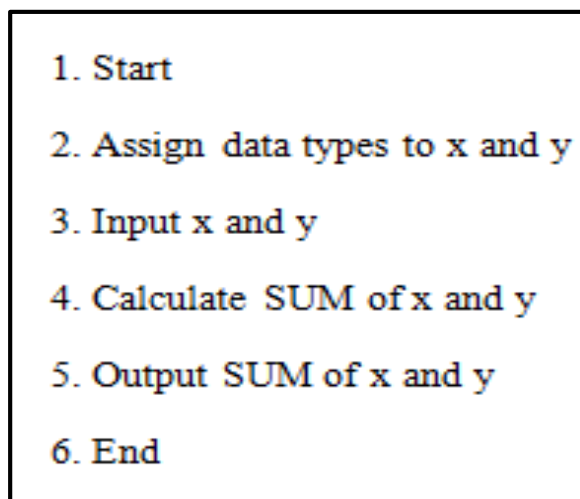 1. Start
2. Assign data types to x and y
3. Input x and y
4. Calculate SUM of x and y
5. Output SUM of x and y
6. End